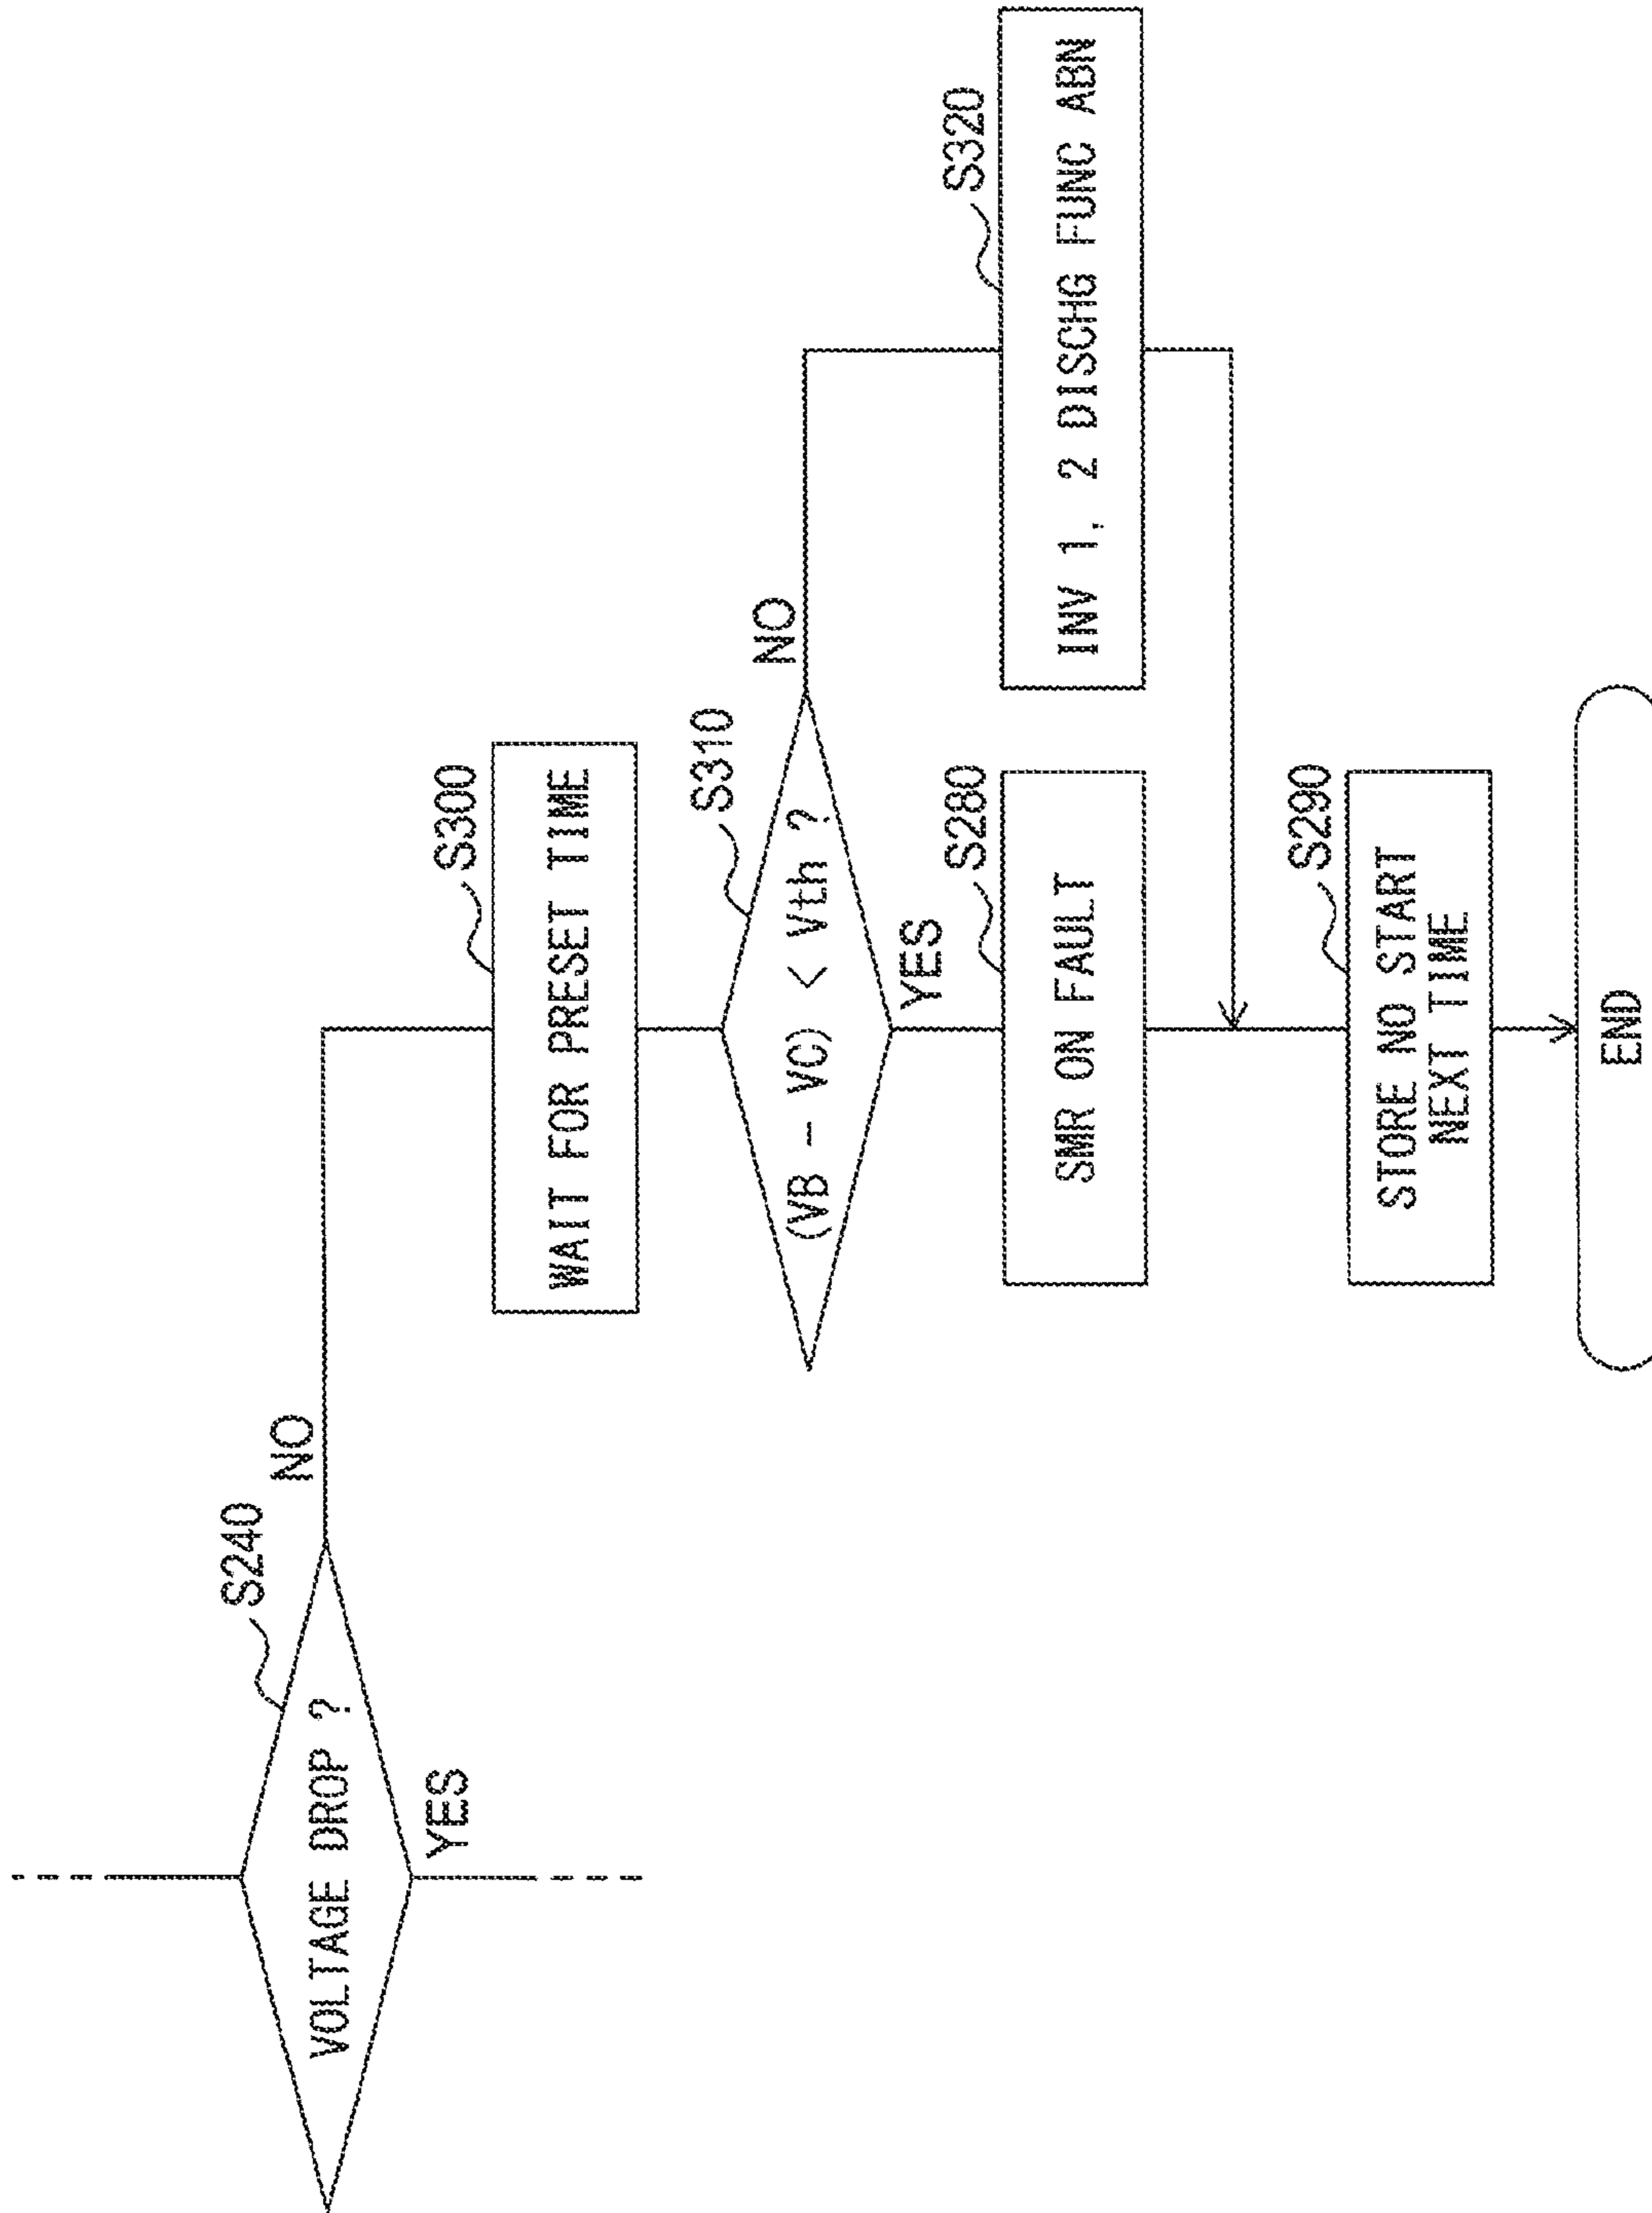 S240
VOLTAGE DROP ?
NO
YES
S300
WAIT FOR PRESET TIME
S310
(VB - VC) < Vth ?
NO
YES
S280
SMR ON FAULT
S320
INV 1, 2 DISCHG FUNC ABN
S290
STORE NO START
NEXT TIME
END